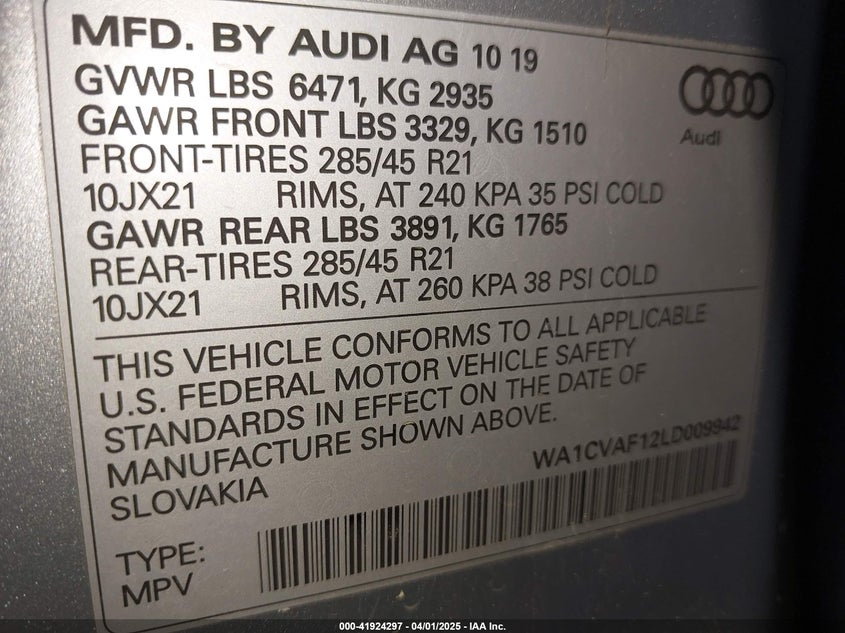 MFD. BY AUDI AG 10 19
GVWR LBS 6471, KG 2935
GAWR FRONT LBS 3329, KG 1510
FRONT-TIRES 285/45 R21
10JX21 RIMS, AT 240 KPA 35 PSI COLD
GAWR REAR LBS 3891, KG 1765
REAR-TIRES 285/45 R21
10JX21 RIMS, AT 260 KPA 38 PSI COLD
Audi
THIS VEHICLE CONFORMS TO ALL APPLICABLE
U.S. FEDERAL MOTOR VEHICLE SAFETY
STANDARDS IN EFFECT ON THE DATE OF
MANUFACTURE SHOWN ABOVE.
SLOVAKIA
WA1CVAF12LD009942
TYPE:
MPV
000-41924297 - 04/01/2025 - IAA Inc.